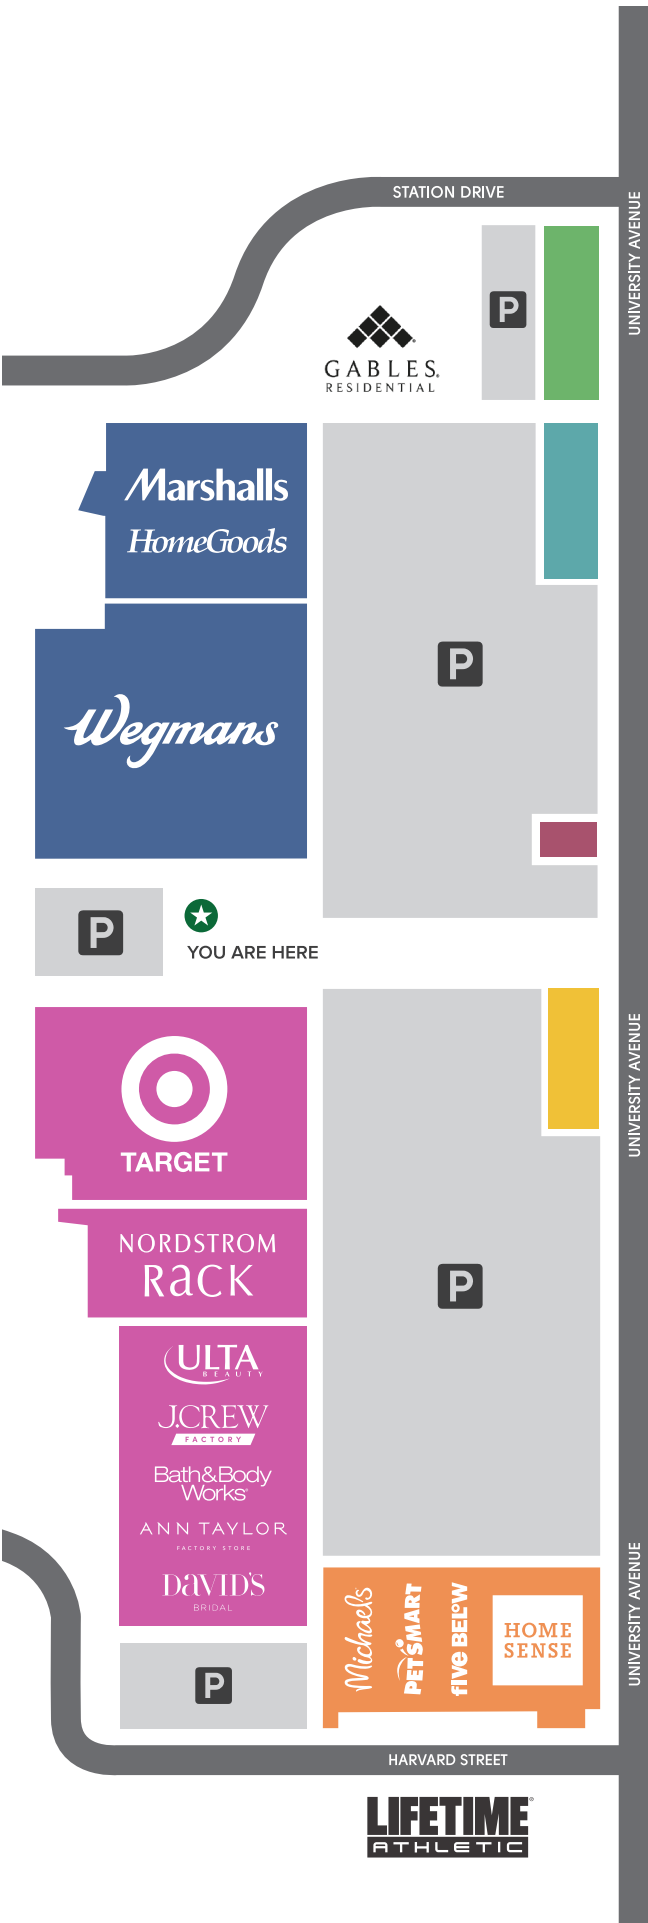 STATION DRIVE
UNIVERSITY AVENUE
P
GABLES
RESIDENTIAL
Marshalls
HomeGoods
P
Wegmans
P
YOU ARE HERE
UNIVERSITY AVENUE
TARGET
NORDSTROM
RacK
P
ULTA
BEAUTY
J.CREW
FACTORY
Bath&Body
Works
ANN TAYLOR
FACTORY STORE
DAVID'S
BRIDAL
UNIVERSITY AVENUE
Michaels
PETSMART
five BELOW
HOME
SENSE
P
HARVARD STREET
LIFETIME
ATHLETIC